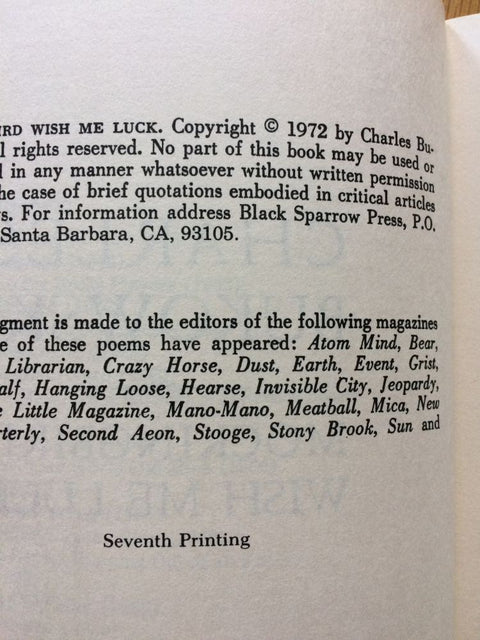 IRD WISH ME LUCK. Copyright © 1972 by Charles Bu-
l rights reserved. No part of this book may be used or
d in any manner whatsoever without written permission
he case of brief quotations embodied in critical articles
s. For information address Black Sparrow Press, P.O.
Santa Barbara, CA, 93105.
gment is made to the editors of the following magazines
e of these poems have appeared: Atom Mind, Bear,
Librarian, Crazy Horse, Dust, Earth, Event, Grist,
alf, Hanging Loose, Hearse, Invisible City, Jeopardy,
e Little Magazine, Mano-Mano, Meatball, Mica, New
rterly, Second Aeon, Stooge, Stony Brook, Sun and
Seventh Printing